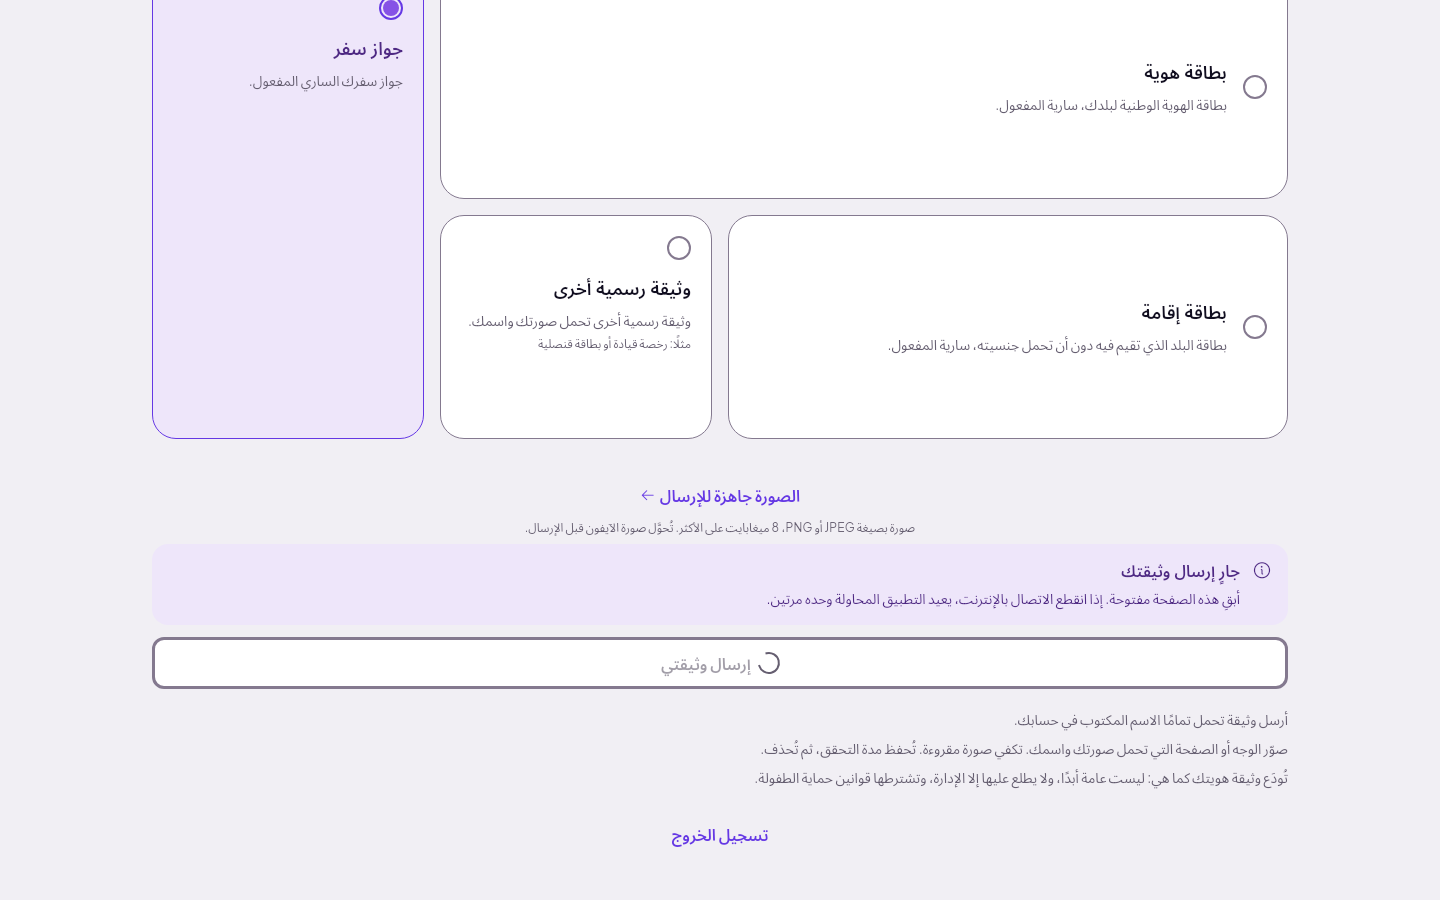 بطاقة هوية
بطاقة الهوية الوطنية لبلدك، سارية المفعول.
جواز سفر
جواز سفرك الساري المفعول.
بطاقة إقامة
بطاقة البلد الذي تقيم فيه دون أن تحمل جنسيته، سارية المفعول.
وثيقة رسمية أخرى
وثيقة رسمية أخرى تحمل صورتك واسمك.
مثلًا: رخصة قيادة أو بطاقة قنصلية
الصورة جاهزة للإرسال ←
صورة بصيغة JPEG أو PNG، 8 ميغابايت على الأكثر. تُحوَّل صورة الآيفون قبل الإرسال.
جارٍ إرسال وثيقتك
أبقِ هذه الصفحة مفتوحة. إذا انقطع الاتصال بالإنترنت، يعيد التطبيق المحاولة وحده مرتين.
إرسال وثيقتي
أرسل وثيقة تحمل تمامًا الاسم المكتوب في حسابك.
صوّر الوجه أو الصفحة التي تحمل صورتك واسمك. تكفي صورة مقروءة. تُحفظ مدة التحقق، ثم تُحذف.
تُودَع وثيقة هويتك كما هي: ليست عامة أبدًا، ولا يطلع عليها إلا الإدارة، وتشترطها قوانين حماية الطفولة.
تسجيل الخروج